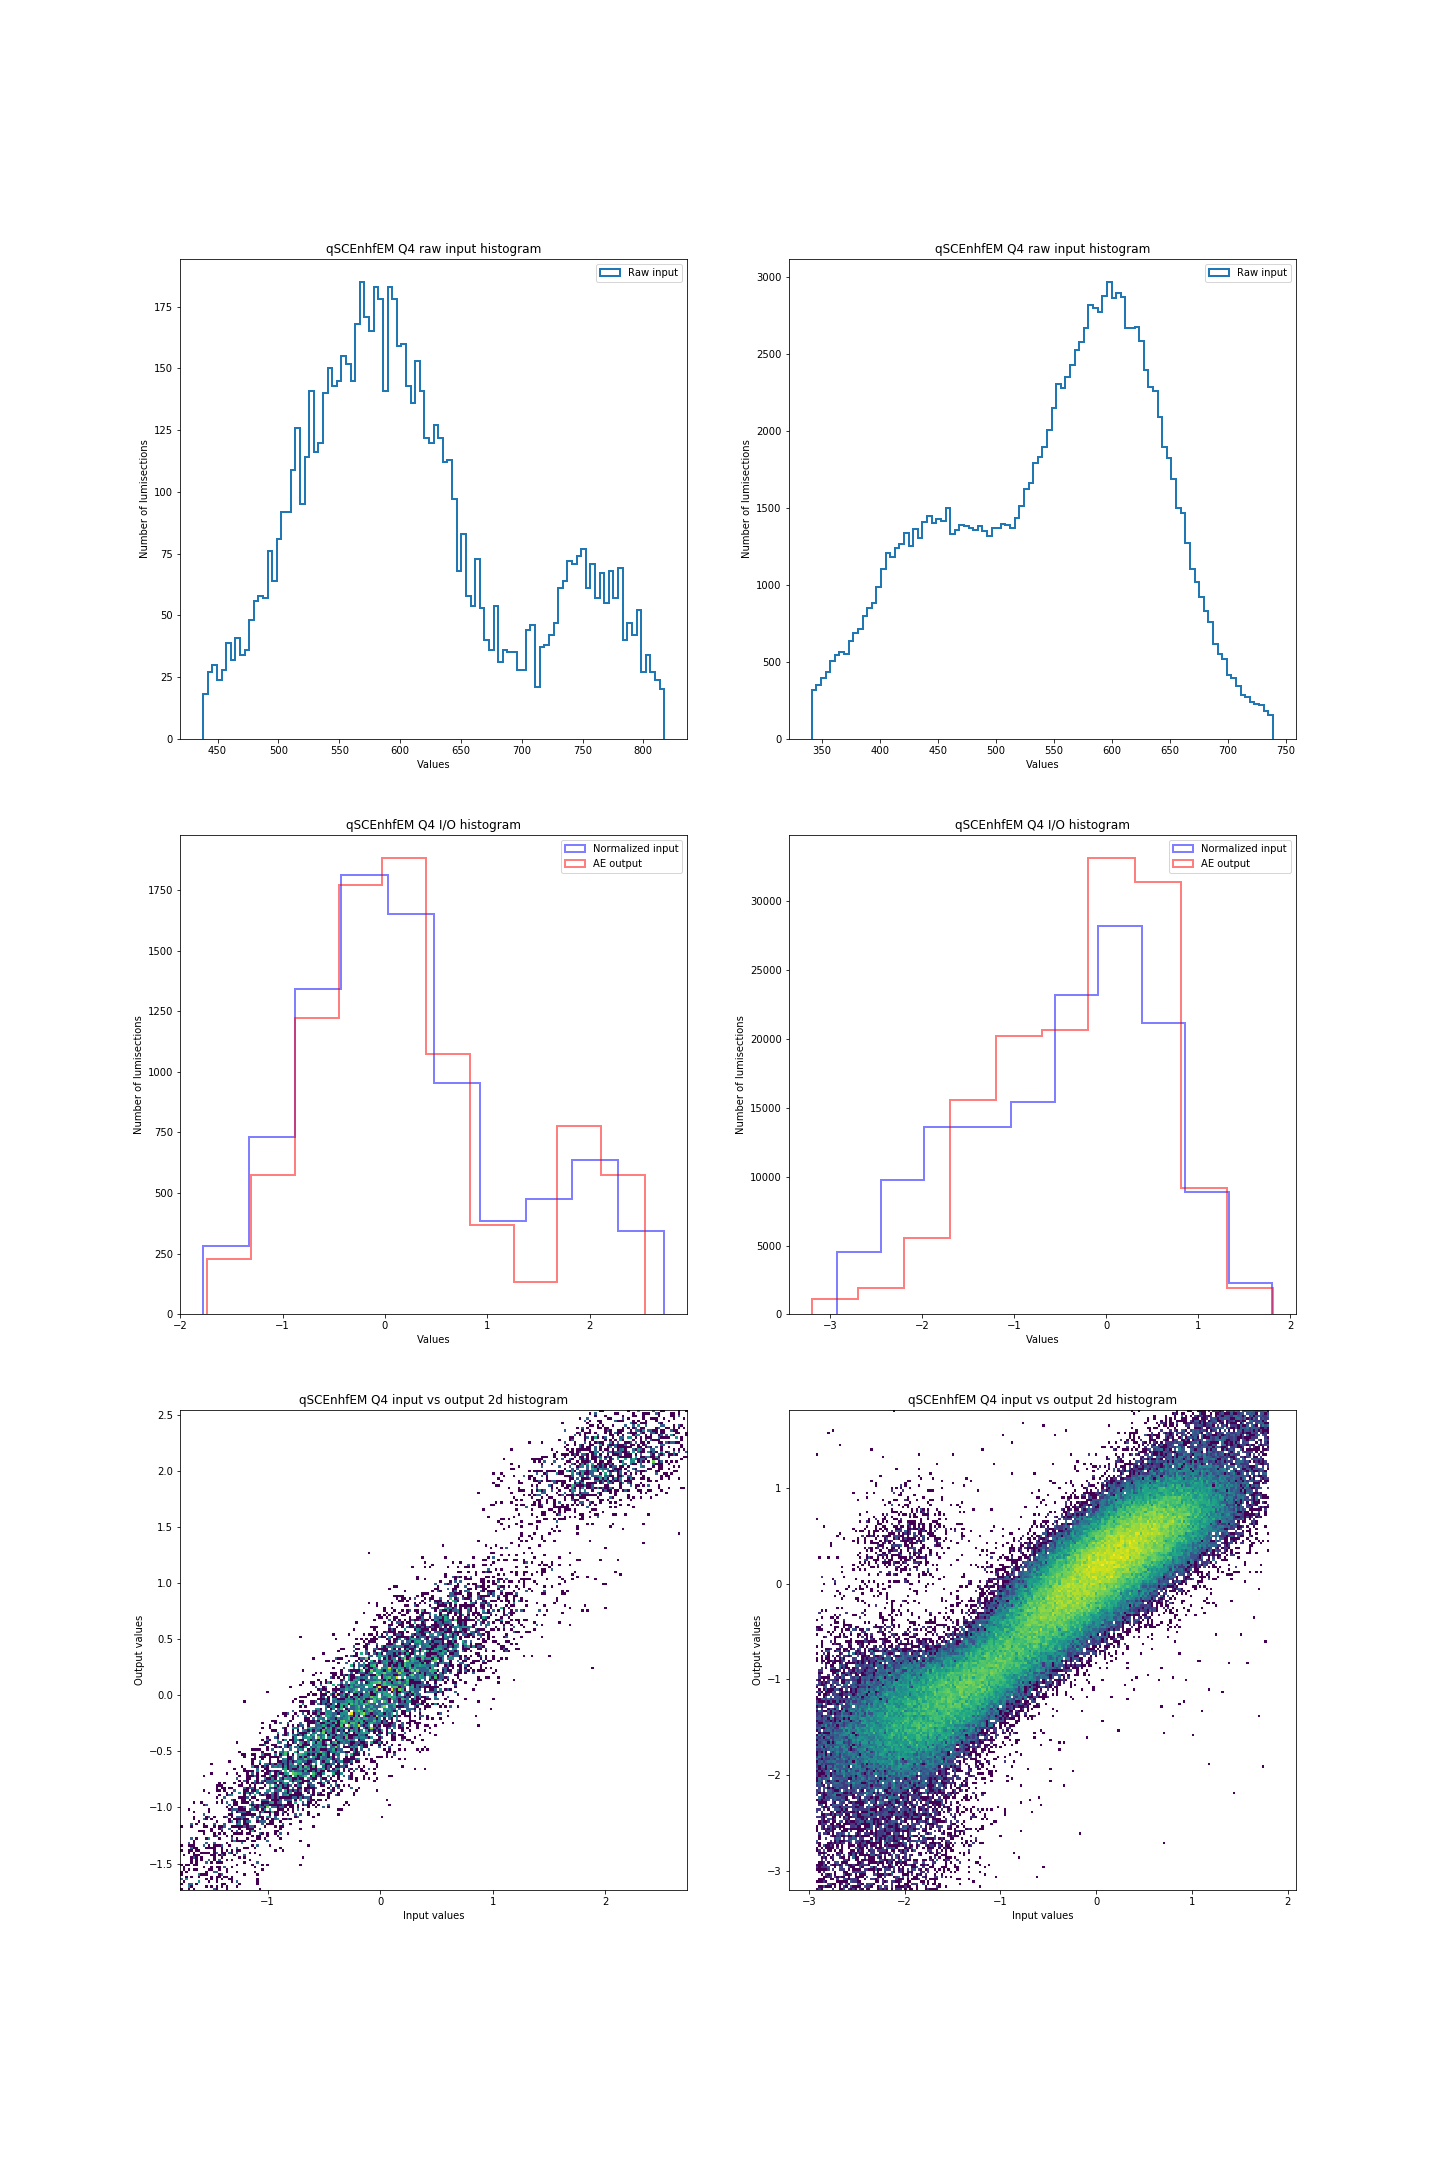 qSCEnhfEM Q4 raw input histogram
Raw input
Number of lumisections
175
150
125
100
75
50
25
0
450 500 550 600 650 700 750 800
Values
qSCEnhfEM Q4 raw input histogram
Raw input
Number of lumisections
3000
2500
2000
1500
1000
500
0
350 400 450 500 550 600 650 700 750
Values
qSCEnhfEM Q4 I/O histogram
Normalized input
AE output
Number of lumisections
1750
1500
1250
1000
750
500
250
0
−2 −1 0 1 2
Values
qSCEnhfEM Q4 I/O histogram
Normalized input
AE output
Number of lumisections
30000
25000
20000
15000
10000
5000
0
−3 −2 −1 0 1 2
Values
qSCEnhfEM Q4 input vs output 2d histogram
Output values
2.5
2.0
1.5
1.0
0.5
0.0
−0.5
−1.0
−1.5
−1 0 1 2
Input values
qSCEnhfEM Q4 input vs output 2d histogram
Output values
1
0
−1
−2
−3
−3 −2 −1 0 1 2
Input values